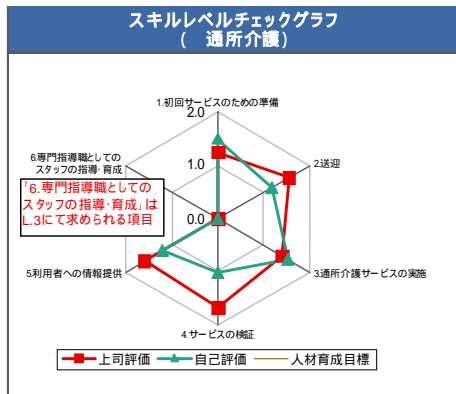 スキルレベルチェックグラフ
（　通所介護）
1.初回サービスのための準備
2.0
6.専門指導職としての
スタッフの指導・育成
1.0
2.送迎
「6.専門指導職としての
スタッフの指導・育成」は
L.3にて求められる項目
0.0
5.利用者への情報提供
3.通所介護サービスの実施
4.サービスの検証
上司評価 自己評価 人材育成目標